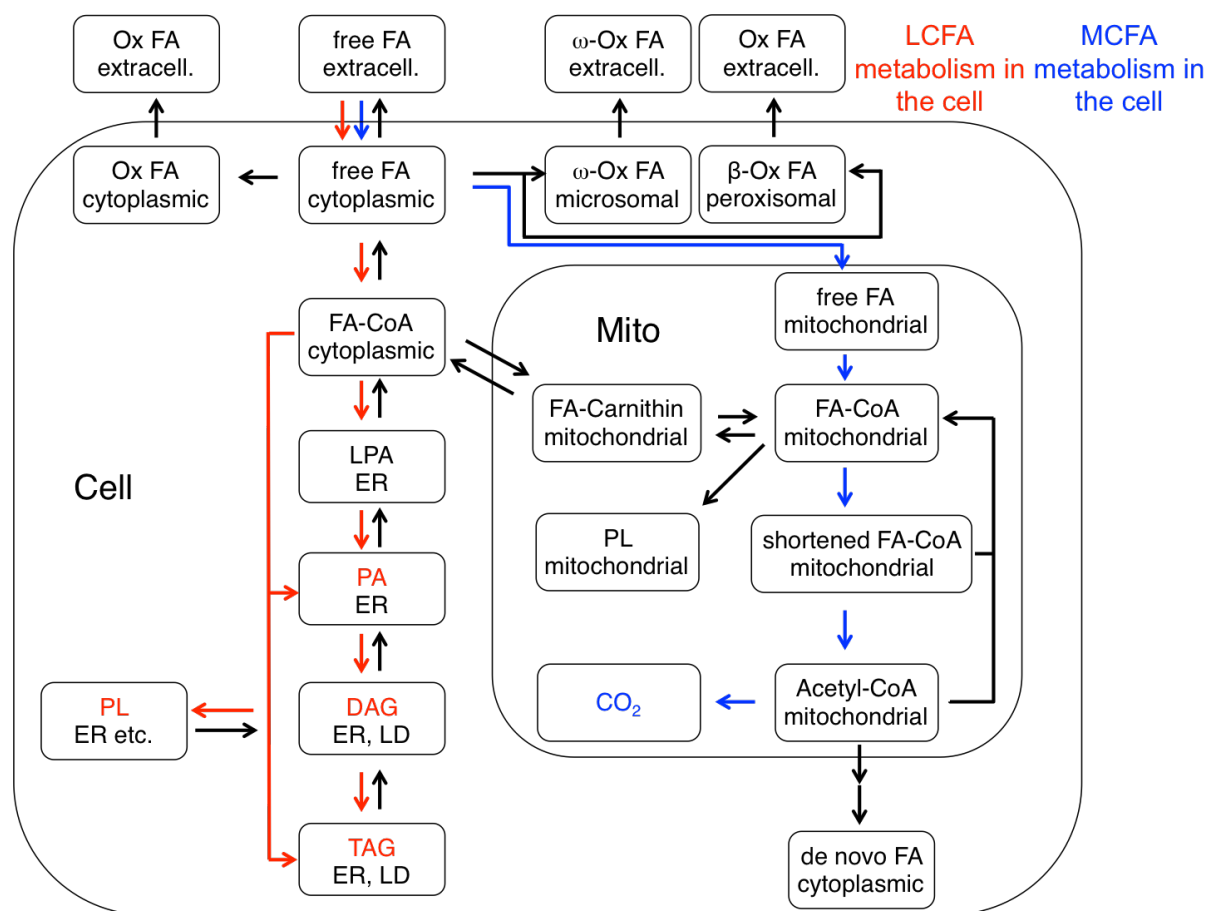 Ox FA
extracell.
free FA
extracell.
ω-Ox FA
extracell.
Ox FA
extracell.
LCFA
metabolism in
the cell
MCFA
metabolism in
the cell
Ox FA
cytoplasmic
free FA
cytoplasmic
ω-Ox FA
microsomal
β-Ox FA
peroxisomal
FA-CoA
cytoplasmic
Mito
free FA
mitochondrial
FA-Carnithin
mitochondrial
FA-CoA
mitochondrial
Cell
LPA
ER
PL
mitochondrial
shortened FA-CoA
mitochondrial
PA
ER
PL
ER etc.
DAG
ER, LD
CO₂
Acetyl-CoA
mitochondrial
TAG
ER, LD
de novo FA
cytoplasmic